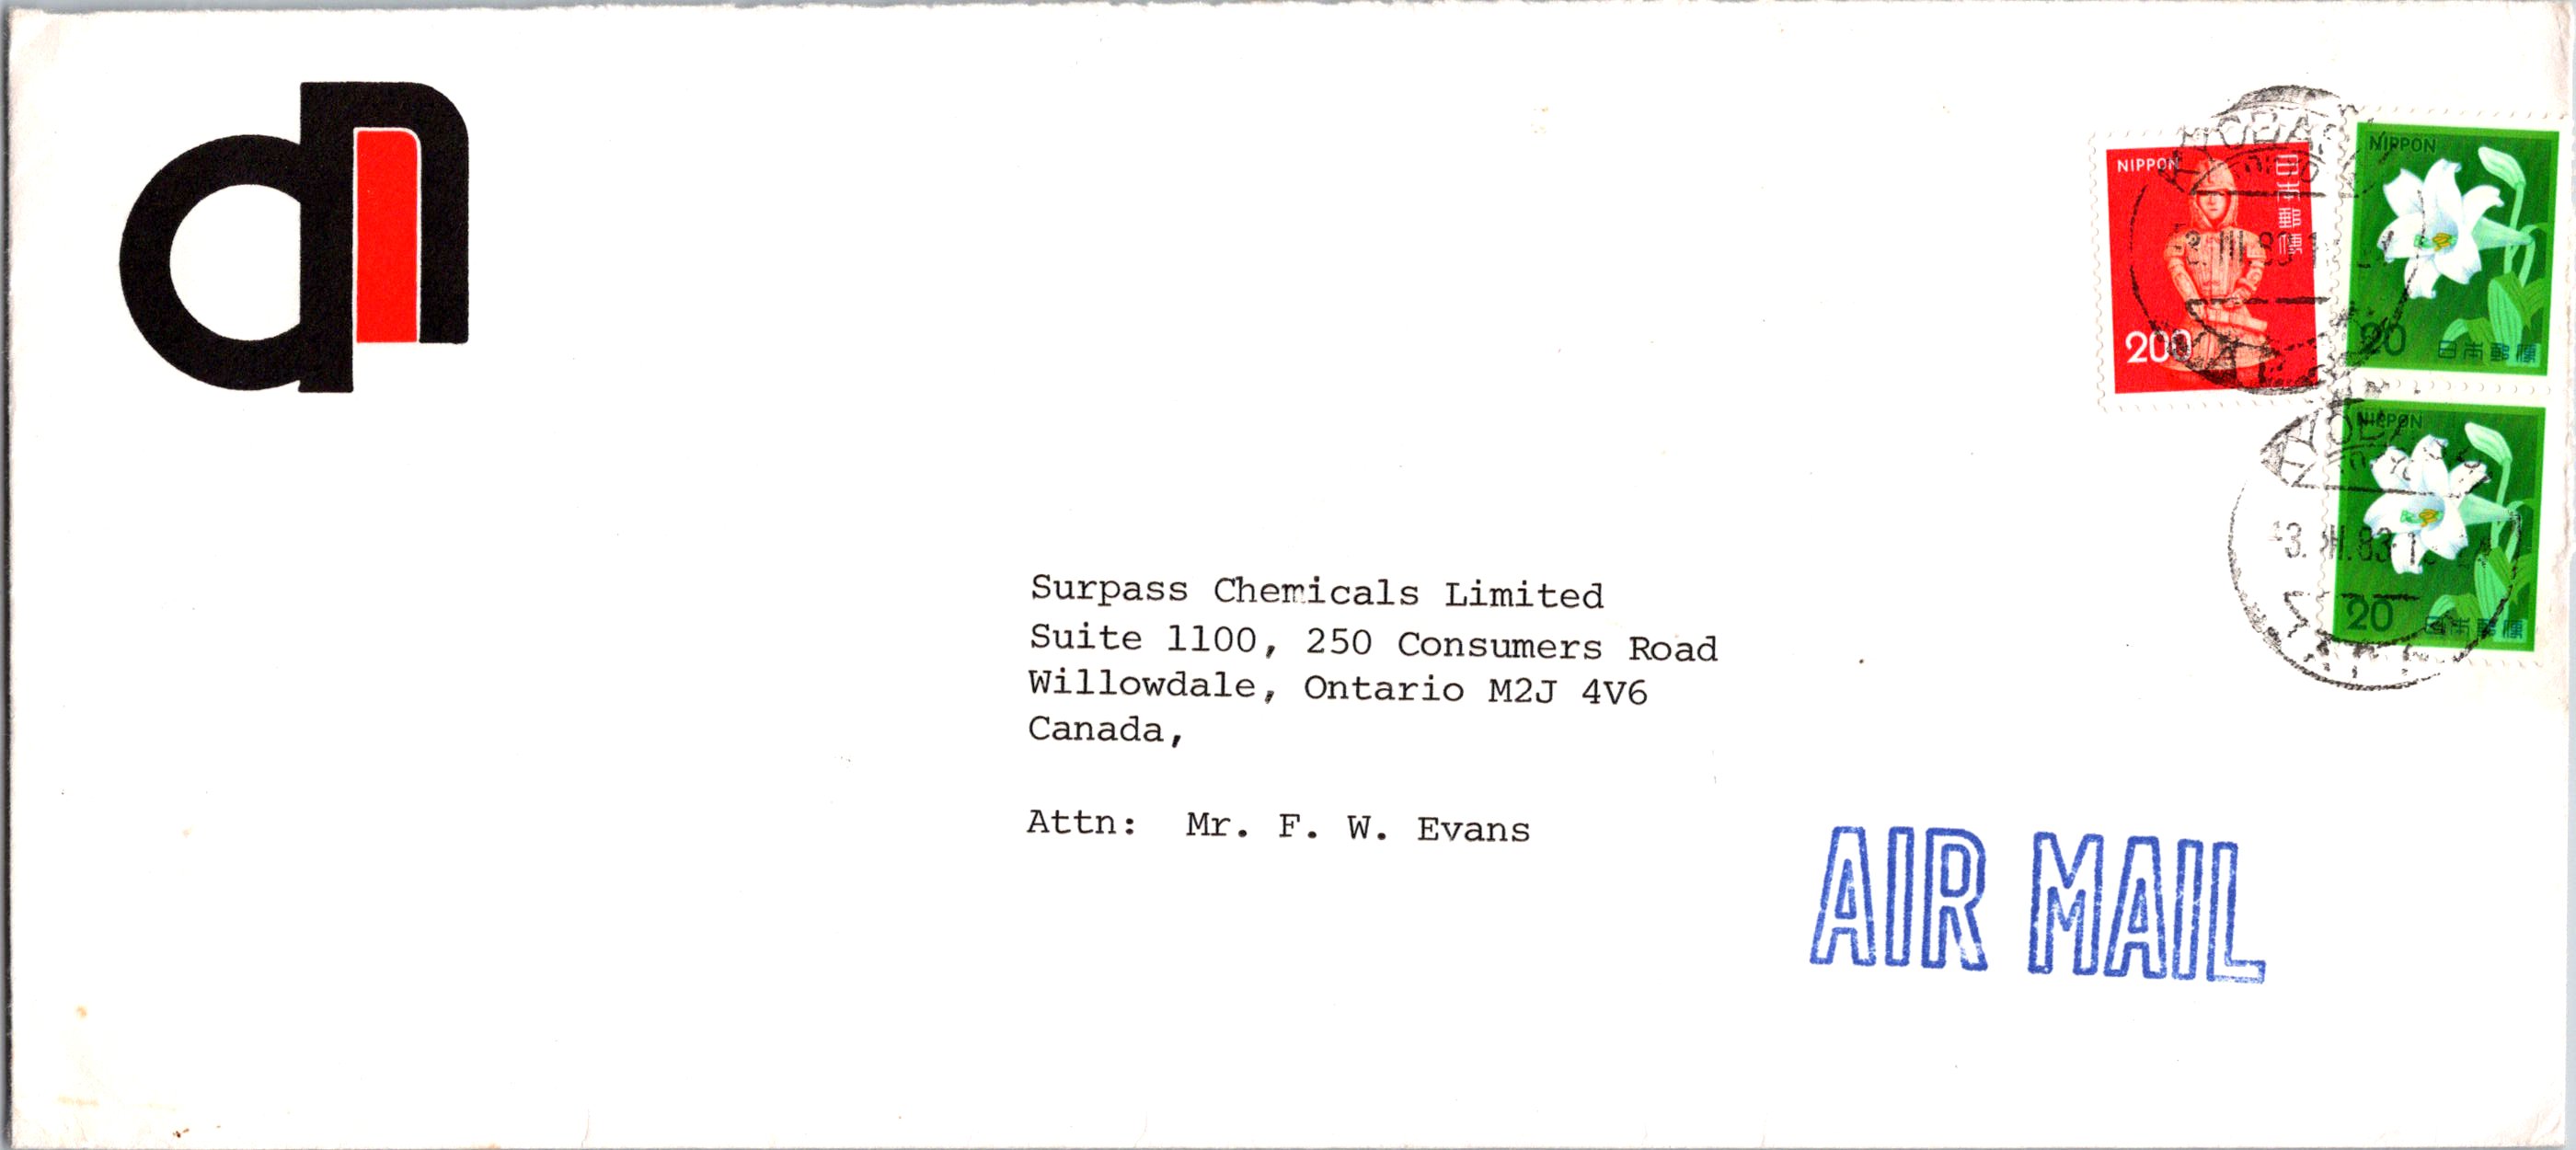 dn
NIPPON
日本郵便
200
NIPPON
20
日本郵便
NIPPON
20
日本郵便
Surpass Chemicals Limited
Suite 1100, 250 Consumers Road
Willowdale, Ontario M2J 4V6
Canada,
Attn: Mr. F. W. Evans
AIR MAIL